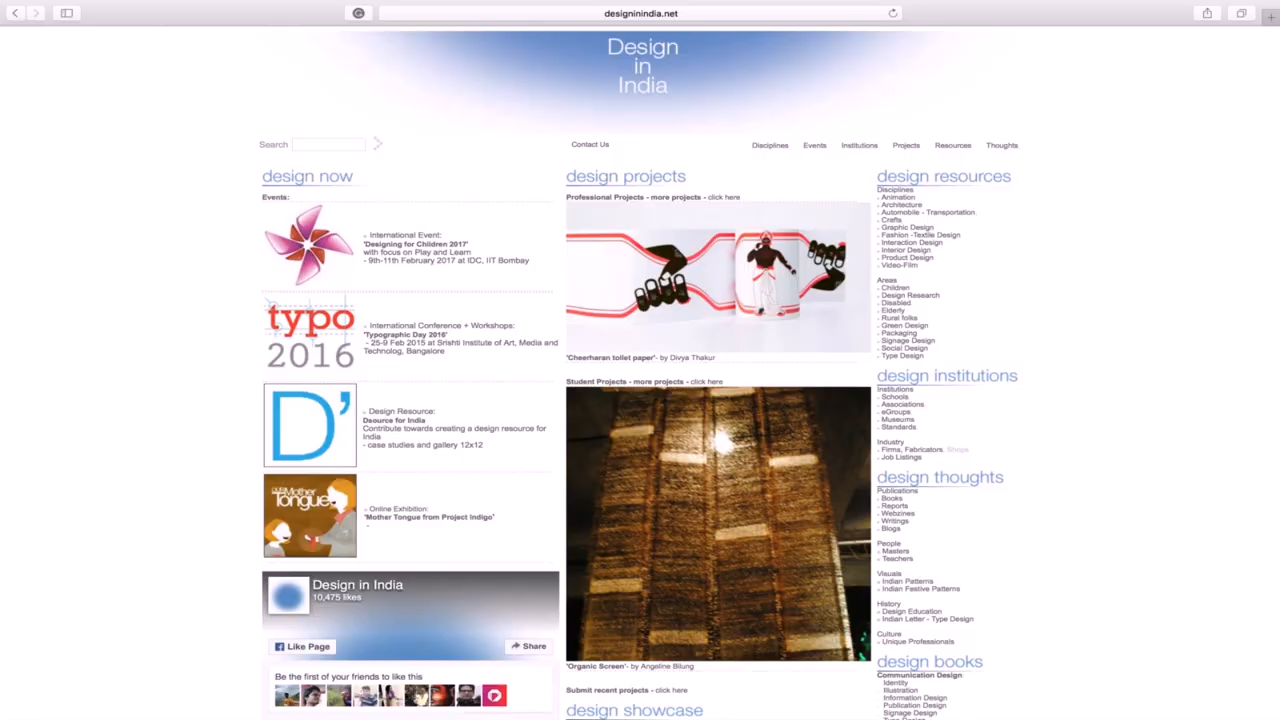 designinindia.net
Design
in
India
Search
Contact Us
Disciplines
Events
Institutions
Projects
Resources
Thoughts
design now
Events:
International Event:
'Designing for Children 2017'
with focus on Play and Learn
- 9th-11th February 2017 at IDC, IIT Bombay
typo
2016
International Conference + Workshops:
'Typographic Day 2016'
- 25-9 Feb 2015 at Srishti Institute of Art, Media and
Technolog, Bangalore
D'
Design Resource:
Dsource for India
Contribute towards creating a design resource for
India
- case studies and gallery 12x12
Mother
Tongue
Online Exhibition:
'Mother Tongue from Project Indigo'
-
Design in India
10,475 likes
Like Page
Share
Be the first of your friends to like this
design projects
Professional Projects - more projects - click here
'Cheerharan toilet paper'- by Divya Thakur
Student Projects - more projects - click here
'Organic Screen'- by Angeline Bilung
Submit recent projects - click here
design showcase
design resources
Disciplines
Animation
Architecture
Automobile - Transportation.
Crafts
Graphic Design
Fashion -Textile Design
Interaction Design
Interior Design
Product Design
Video-Film
Areas
Children
Design Research
Disabled
Elderly
Rural folks
Green Design
Packaging
Signage Design
Social Design
Type Design
design institutions
Institutions
Schools
Associations
eGroups
Museums
Standards
Industry
Firms, Fabricators. Shops
Job Listings
design thoughts
Publications
Books
Reports
Webzines
Writings
Blogs
People
Masters
Teachers
Visuals
Indian Patterns
Indian Festive Patterns
History
Design Education
Indian Letter - Type Design
Culture
Unique Professionals
design books
Communication Design
Identity
Illustration
Information Design
Publication Design
Signage Design